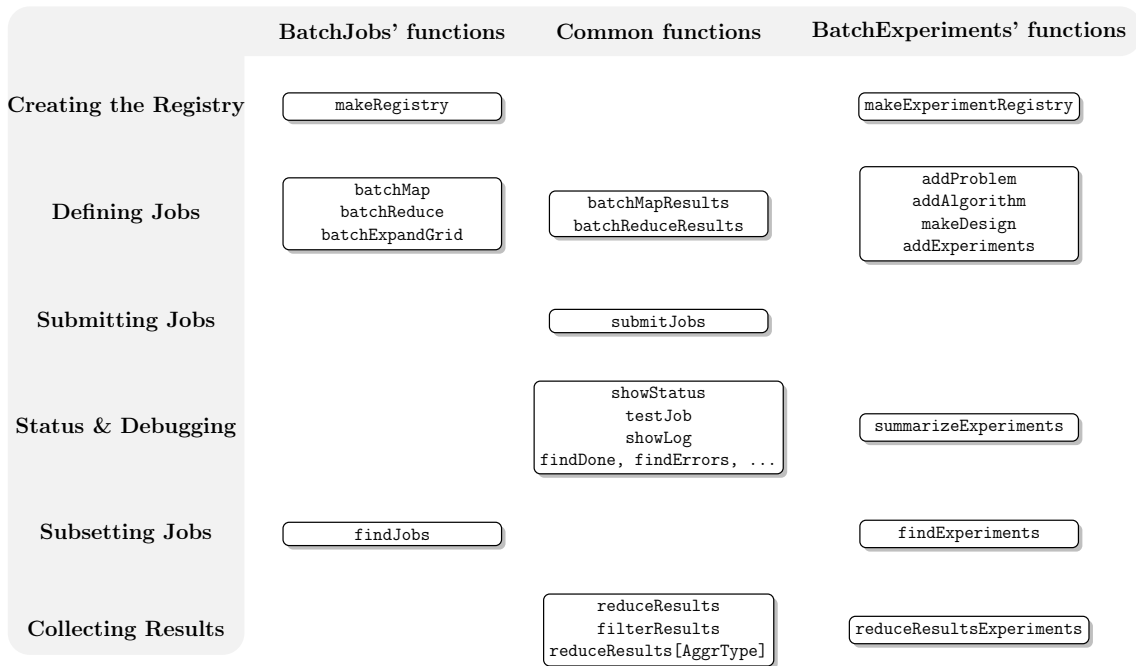 BatchJobs' functions
Common functions
BatchExperiments' functions
Creating the Registry
makeRegistry
makeExperimentRegistry
Defining Jobs
batchMap
batchReduce
batchExpandGrid
batchMapResults
batchReduceResults
addProblem
addAlgorithm
makeDesign
addExperiments
Submitting Jobs
submitJobs
Status & Debugging
showStatus
testJob
showLog
findDone, findErrors, ...
summarizeExperiments
Subsetting Jobs
findJobs
findExperiments
Collecting Results
reduceResults
filterResults
reduceResults[AggrType]
reduceResultsExperiments